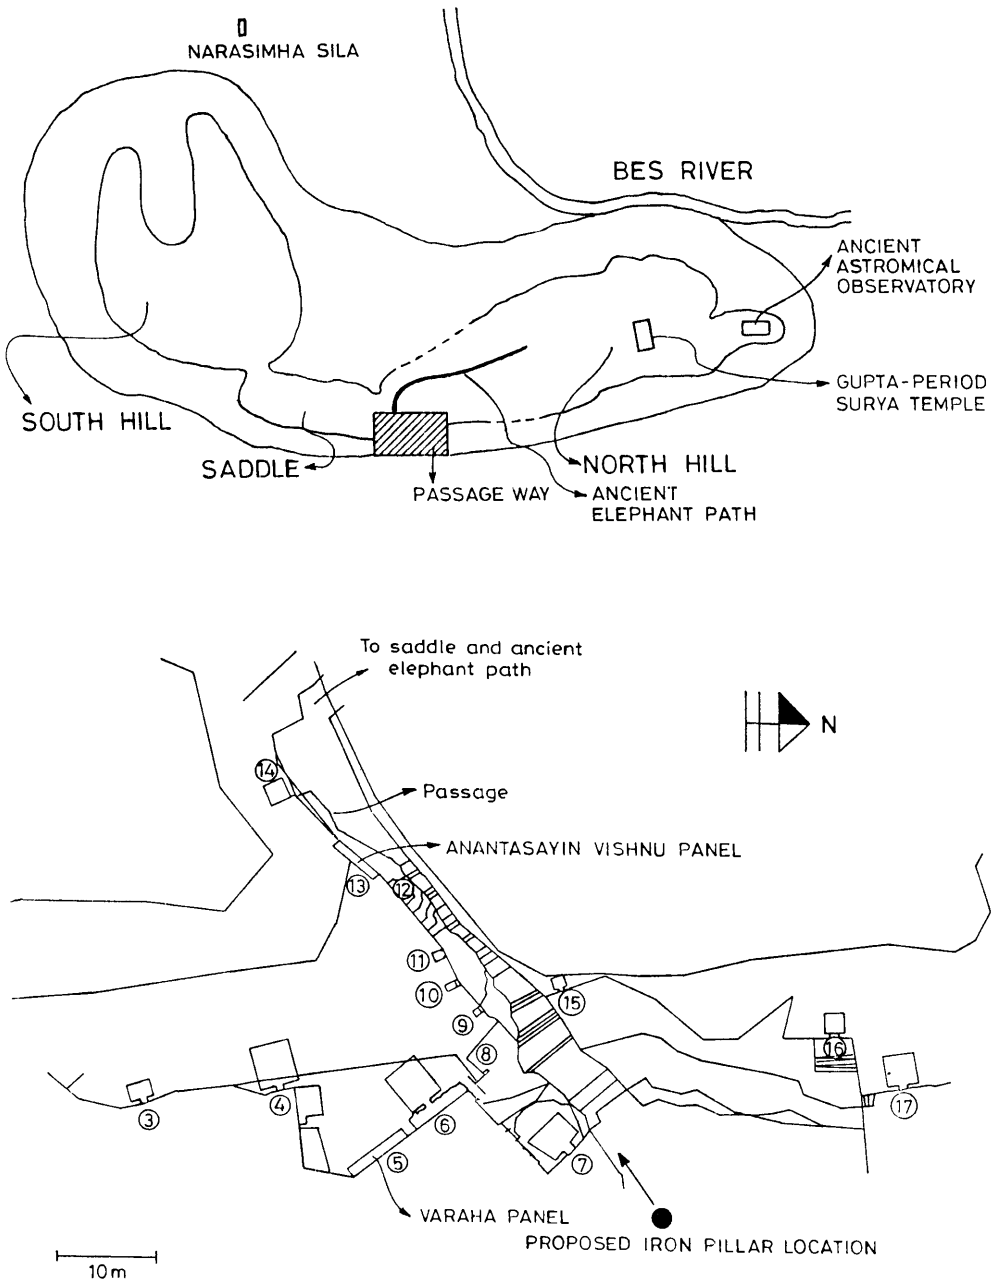 NARASIMHA SILA
BES RIVER
ANCIENT
ASTROMICAL
OBSERVATORY
GUPTA-PERIOD
SURYA TEMPLE
SOUTH HILL
SADDLE
NORTH HILL
PASSAGE WAY
ANCIENT
ELEPHANT PATH
To saddle and ancient
elephant path
N
14
Passage
ANANTASAYIN VISHNU PANEL
13
12
11
10
9
15
8
16
3
4
6
17
5
7
VARAHA PANEL
PROPOSED IRON PILLAR LOCATION
10 m